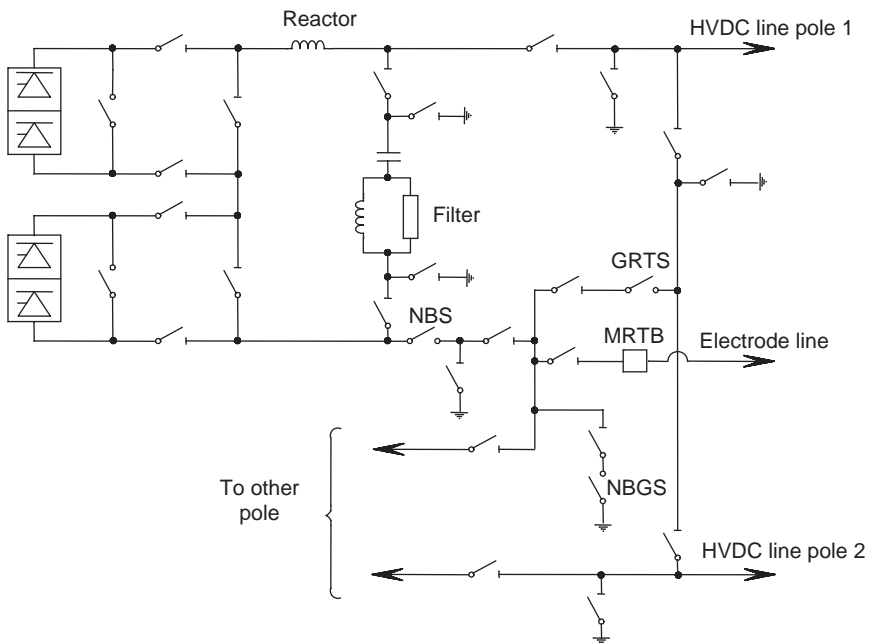 Reactor
HVDC line pole 1
Filter
GRTS
NBS
MRTB
Electrode line
To other
pole
NBGS
HVDC line pole 2